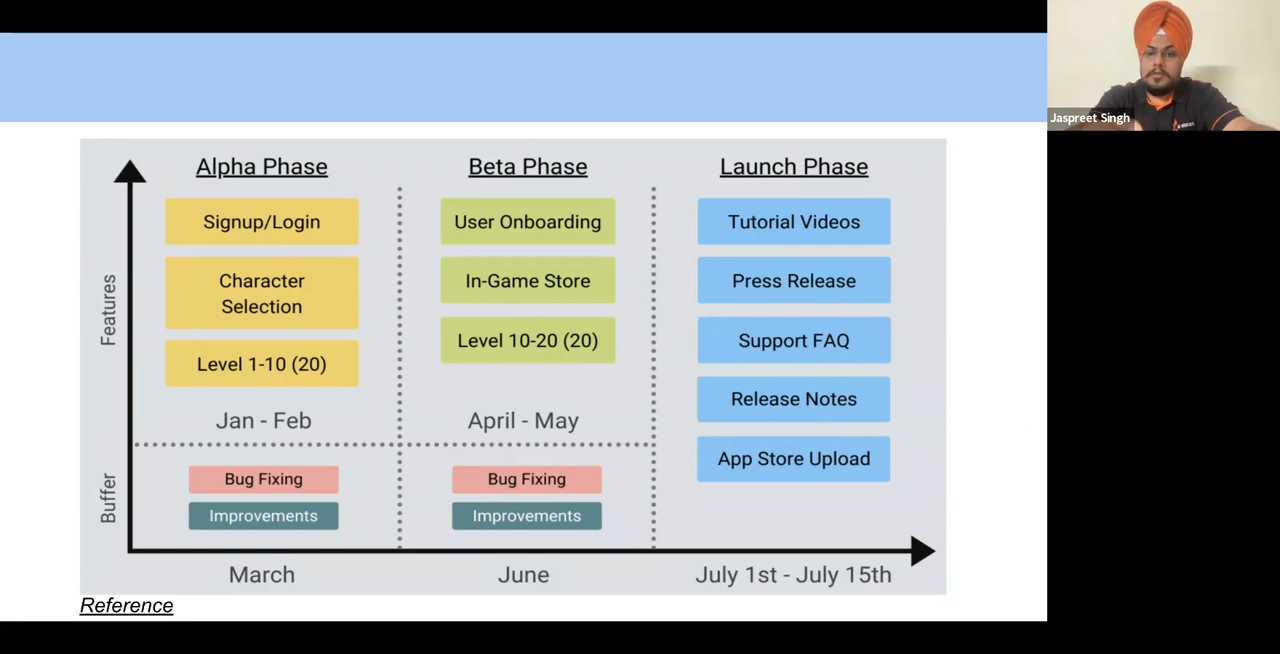 Jaspreet Singh
Alpha Phase
Beta Phase
Launch Phase
Features
Signup/Login
Character
Selection
Level 1-10 (20)
Jan - Feb
User Onboarding
In-Game Store
Level 10-20 (20)
April - May
Tutorial Videos
Press Release
Support FAQ
Release Notes
App Store Upload
Buffer
Bug Fixing
Improvements
Bug Fixing
Improvements
March
June
July 1st - July 15th
Reference